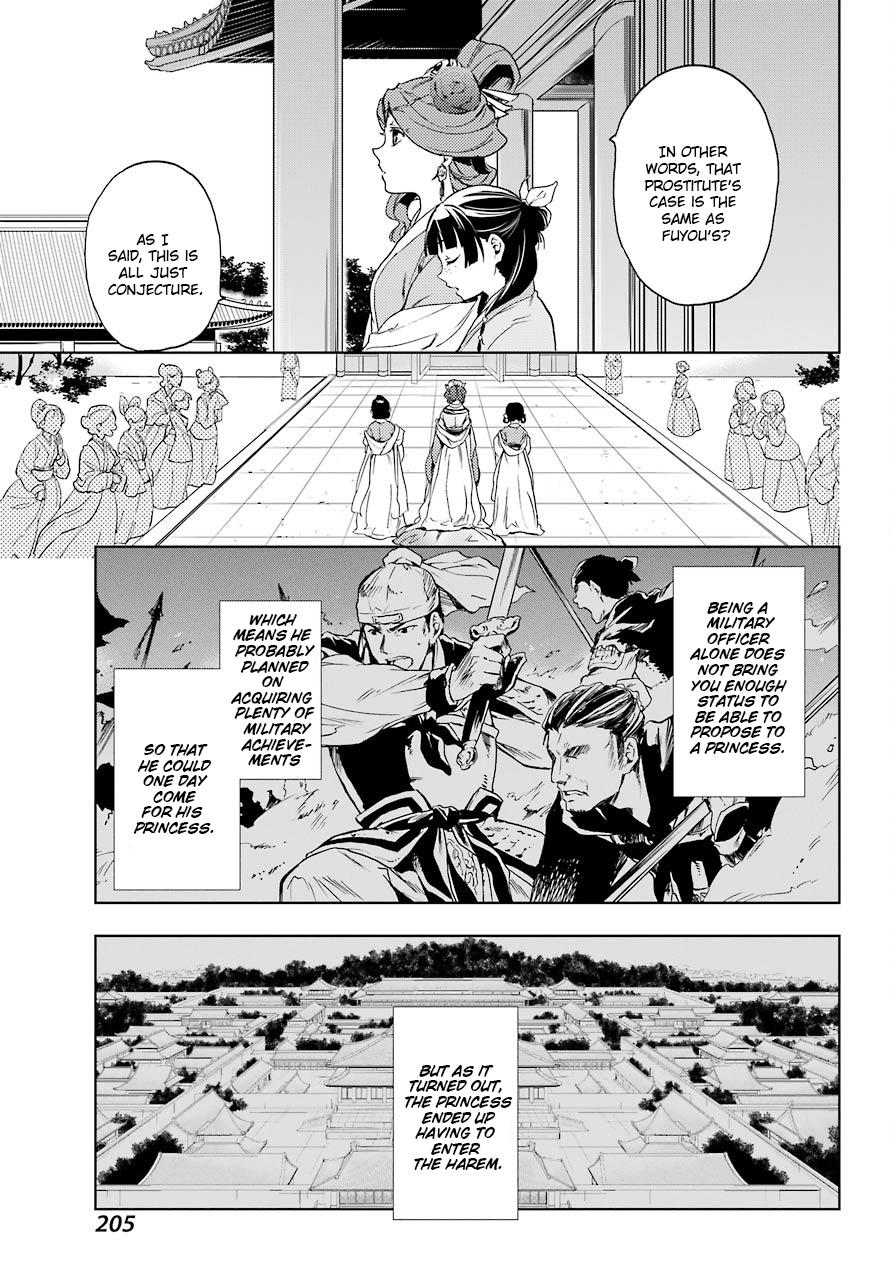 IN OTHER
WORDS, THAT
PROSTITUTE'S
CASE IS THE
SAME AS
FUYOU'S?
AS I
SAID, THIS IS
ALL JUST
CONJECTURE.
BEING A
MILITARY
OFFICER
ALONE DOES
NOT BRING
YOU ENOUGH
STATUS TO
BE ABLE TO
PROPOSE TO
A PRINCESS.
WHICH
MEANS HE
PROBABLY
PLANNED
ON
ACQUIRING
PLENTY OF
MILITARY
ACHIEVE-
MENTS
SO THAT
HE COULD
ONE DAY
COME
FOR HIS
PRINCESS.
BUT AS IT
TURNED OUT,
THE PRINCESS
ENDED UP
HAVING TO
ENTER
THE HAREM.
205